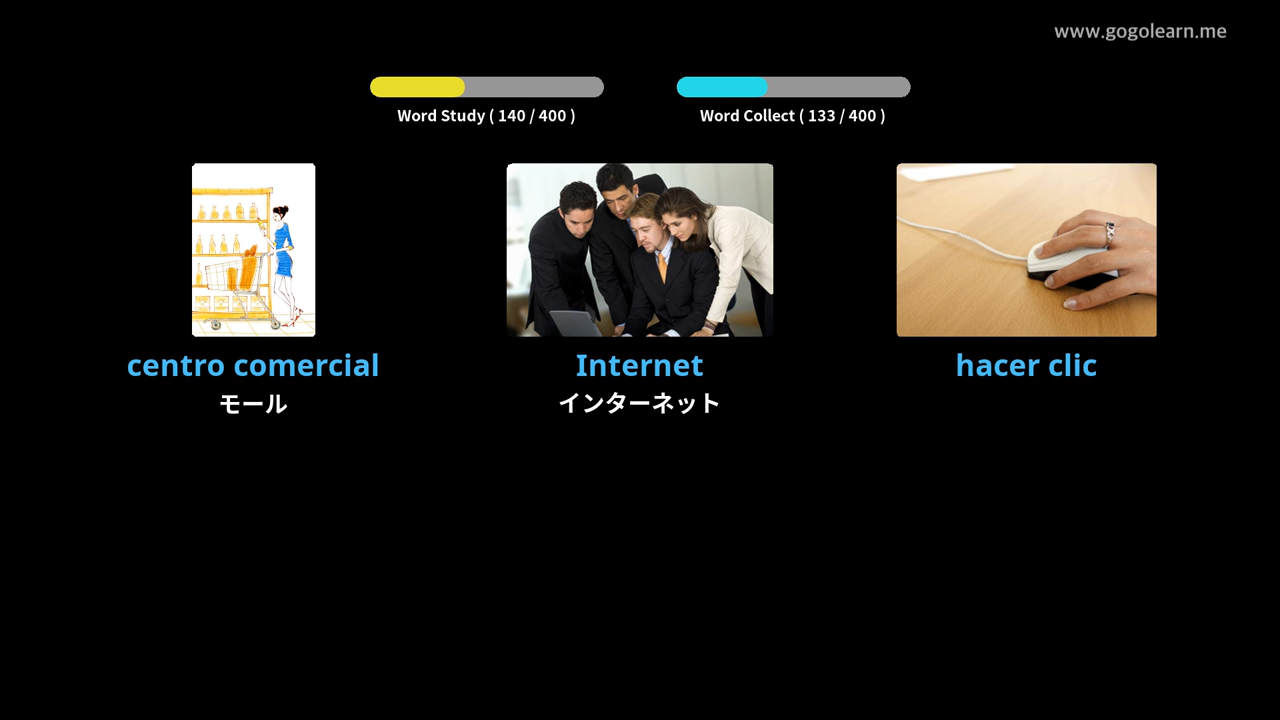 www.gogolearn.me
Word Study ( 140 / 400 )
Word Collect ( 133 / 400 )
centro comercial
モール
Internet
インターネット
hacer clic